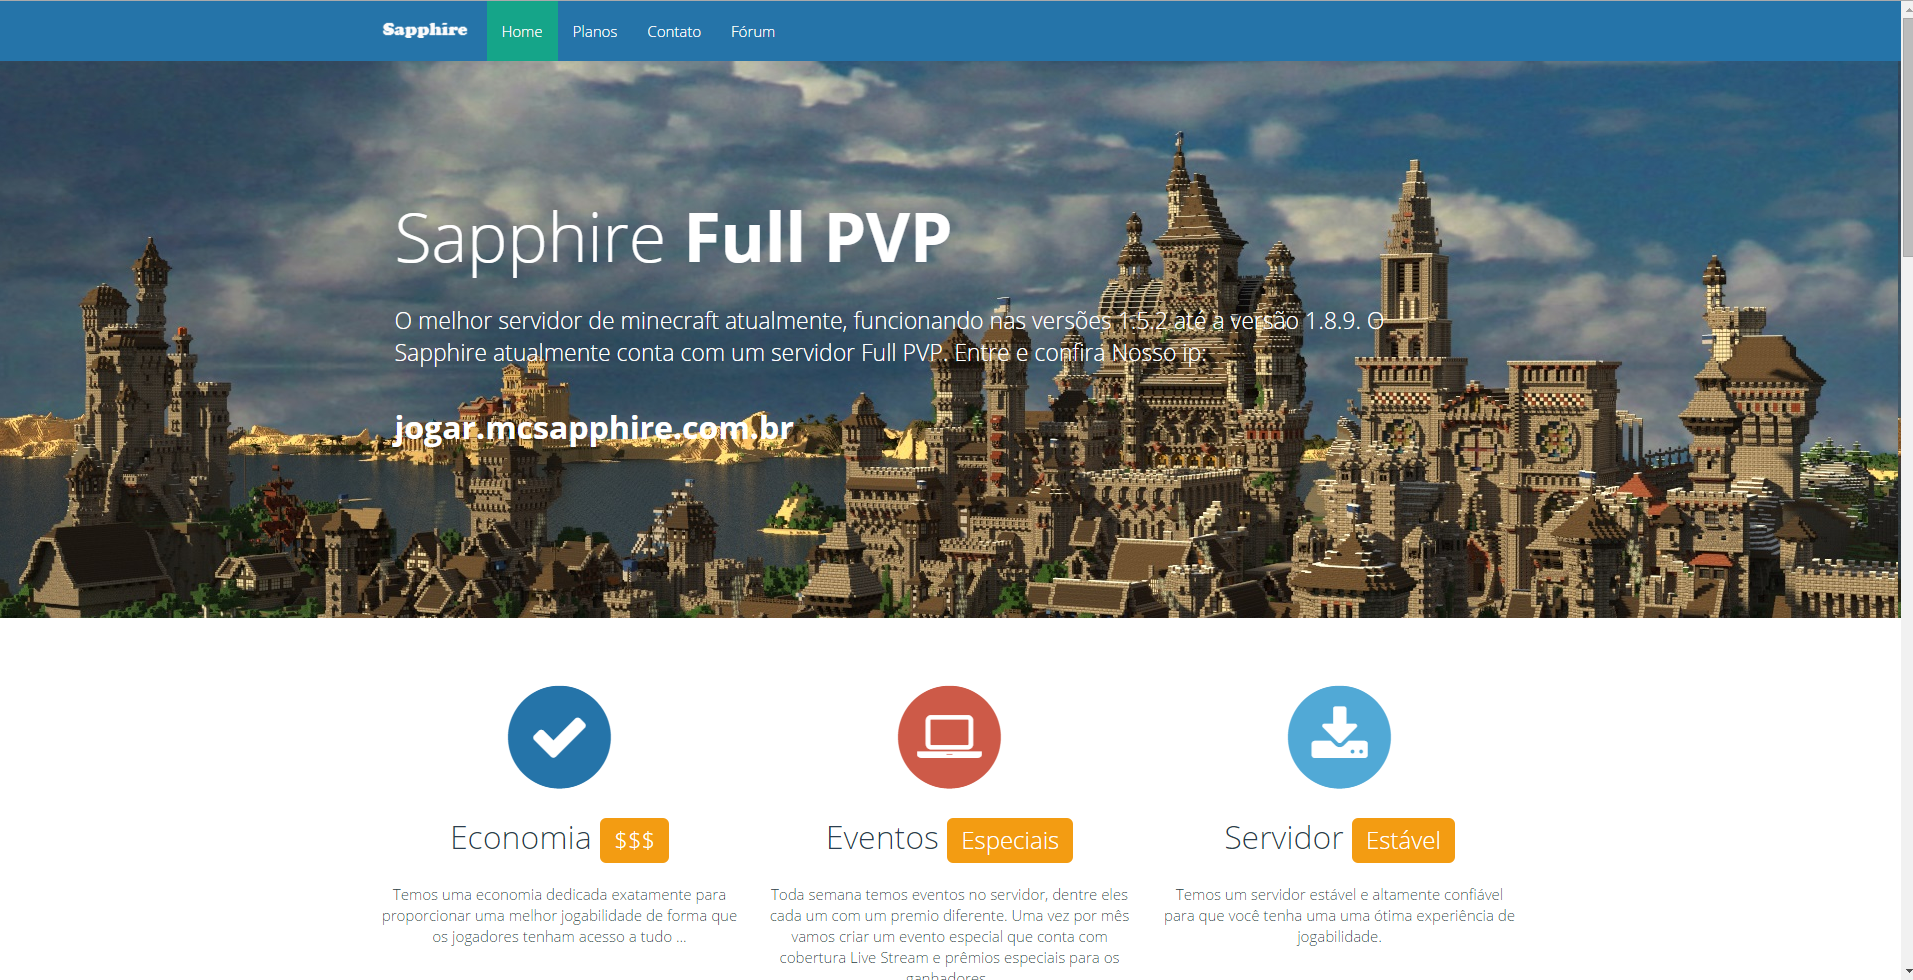 Sapphire Home Planos Contato Fórum
Sapphire Full PVP
O melhor servidor de minecraft atualmente, funcionando nas versões 1.5.2 até a versão 1.8.9. O
Sapphire atualmente conta com um servidor Full PVP. Entre e confira Nosso ip:
jogar.mcsapphire.com.br
Economia $$$
Temos uma economia dedicada exatamente para
proporcionar uma melhor jogabilidade de forma que
os jogadores tenham acesso a tudo ...
Eventos Especiais
Toda semana temos eventos no servidor, dentre eles
cada um com um premio diferente. Uma vez por mês
vamos criar um evento especial que conta com
cobertura Live Stream e prêmios especiais para os
ganhadores
Servidor Estável
Temos um servidor estável e altamente confiável
para que você tenha uma uma ótima experiência de
jogabilidade.